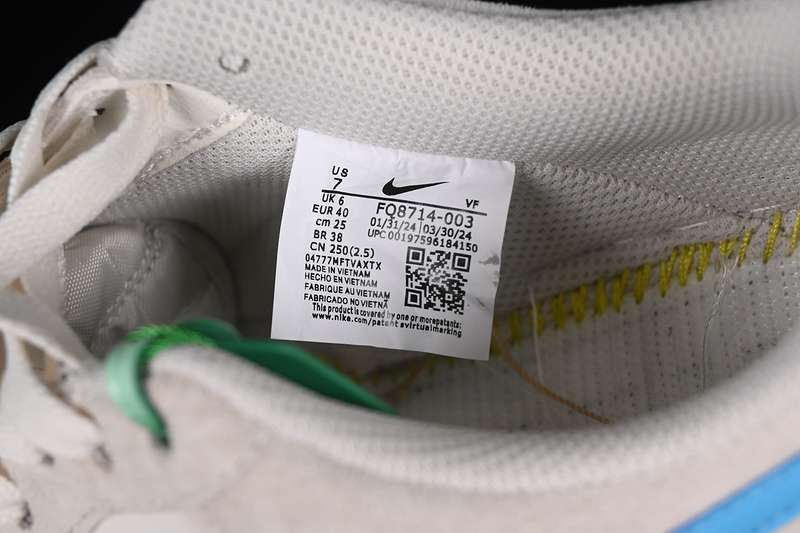 US
7
VF
UK 6
FQ8714-003
EUR 40
01/31/24 03/30/24
cm 25
UPC 00197596184150
BR 38
CN 250(2.5)
04777MFTVAXTX
MADE IN VIETNAM
HECHO EN VIETNAM
FABRIQUE AU VIETNAM
FABRICADO NO VIETNÃ
This product is covered by one or more patents:
www.nike.com/patentsvirtualmarking